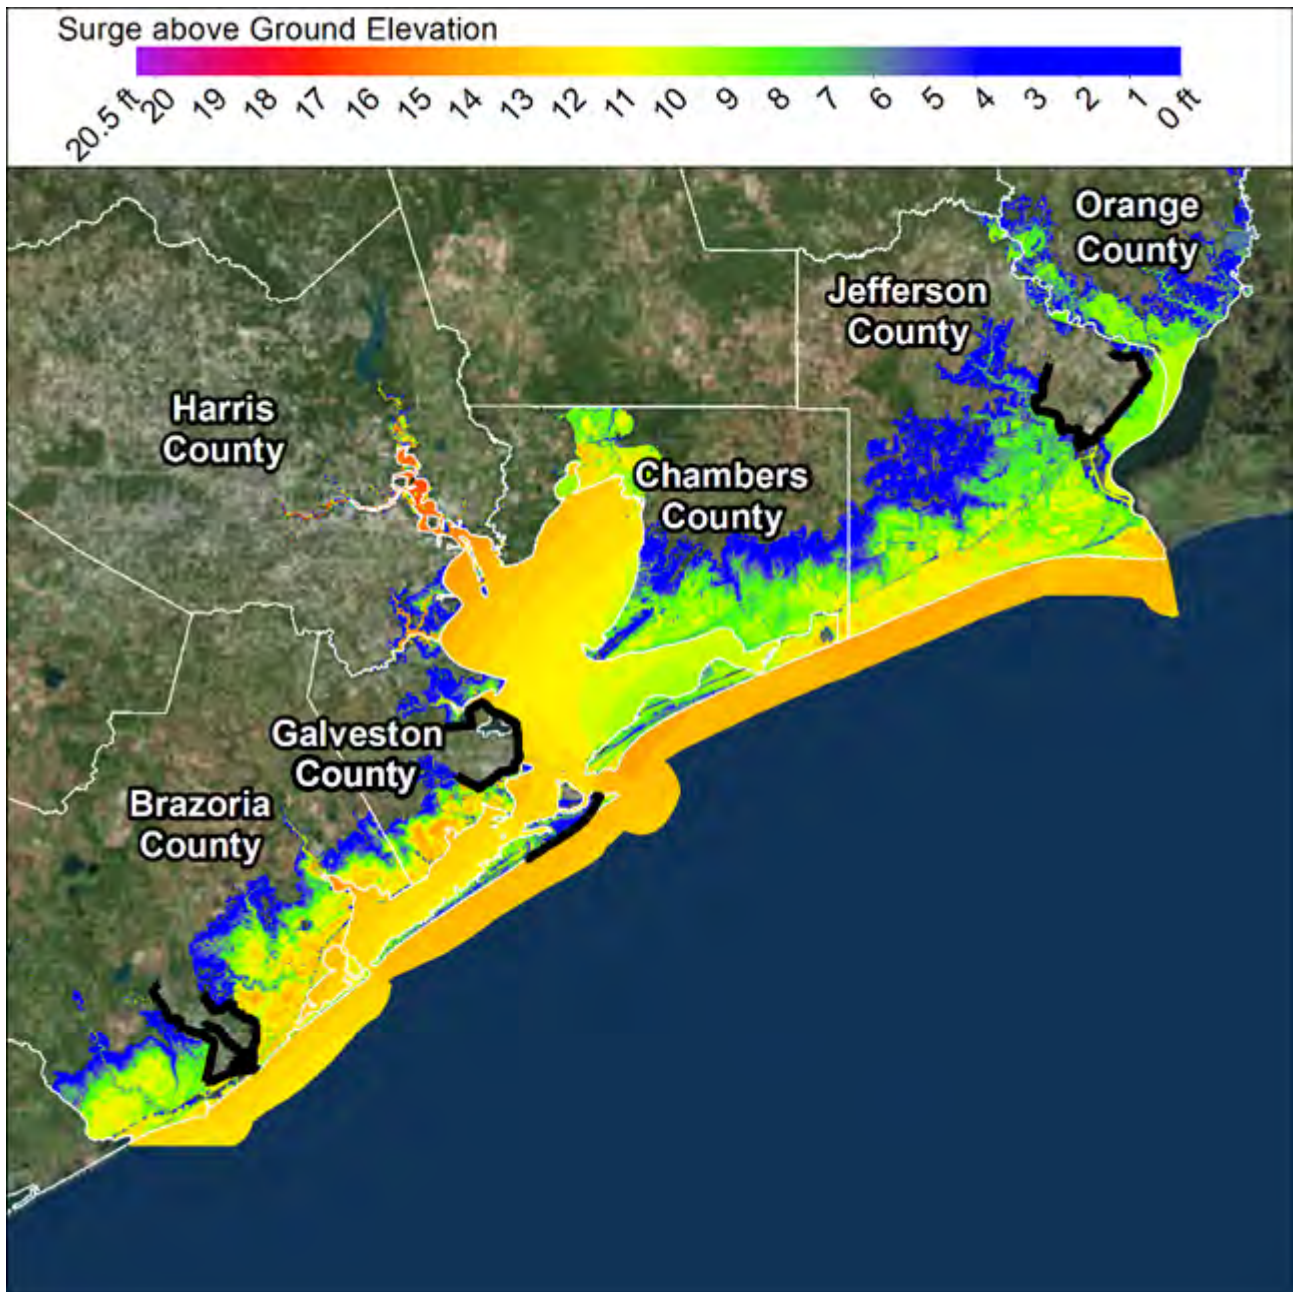 Surge above Ground Elevation
20.5 ft 20 19 18 17 16 15 14 13 12 11 10 9 8 7 6 5 4 3 2 1 0 ft
Orange
County
Jefferson
County
Harris
County
Chambers
County
Galveston
County
Brazoria
County